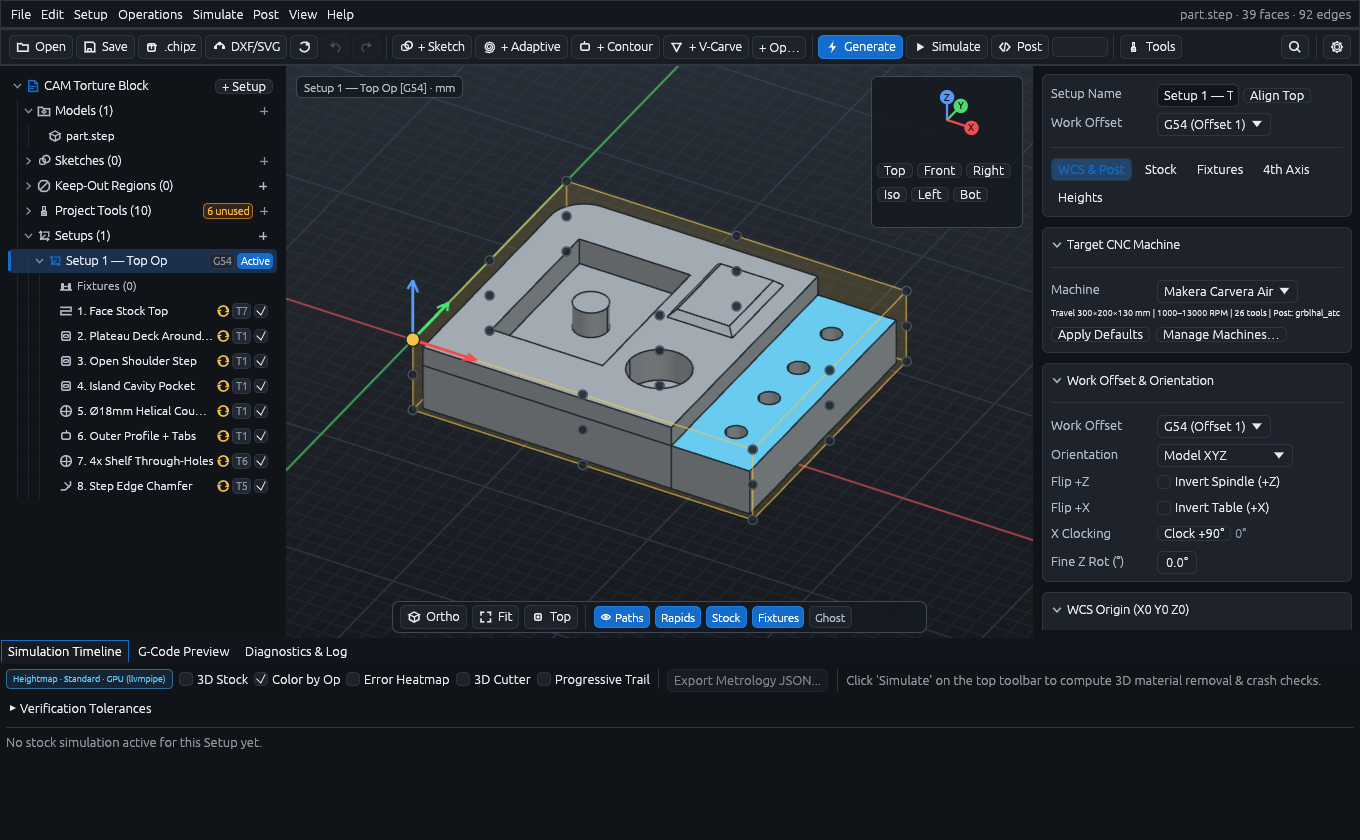 File Edit Setup Operations Simulate Post View Help
part.step · 39 faces · 92 edges
Open Save .chipz DXF/SVG + Sketch + Adaptive + Contour + V-Carve + Op... Generate Simulate Post Tools
CAM Torture Block + Setup
Models (1) +
part.step
Sketches (0) +
Keep-Out Regions (0) +
Project Tools (10) 6 unused +
Setups (1) +
Setup 1 — Top Op G54 Active
Fixtures (0)
1. Face Stock Top T7
2. Plateau Deck Around... T1
3. Open Shoulder Step T1
4. Island Cavity Pocket T1
5. Ø18mm Helical Cou... T1
6. Outer Profile + Tabs T1
7. 4x Shelf Through-Holes T6
8. Step Edge Chamfer T5
Setup 1 — Top Op [G54] · mm
Z
Y
X
Top Front Right
Iso Left Bot
Ortho Fit Top Paths Rapids Stock Fixtures Ghost
Setup Name Setup 1 — T Align Top
Work Offset G54 (Offset 1)
WCS & Post Stock Fixtures 4th Axis
Heights
Target CNC Machine
Machine Makera Carvera Air
Travel 300×200×130 mm | 1000–13000 RPM | 26 tools | Post: grblhal_atc
Apply Defaults Manage Machines...
Work Offset & Orientation
Work Offset G54 (Offset 1)
Orientation Model XYZ
Flip +Z Invert Spindle (+Z)
Flip +X Invert Table (+X)
X Clocking Clock +90° 0°
Fine Z Rot (°) 0.0°
WCS Origin (X0 Y0 Z0)
Simulation Timeline G-Code Preview Diagnostics & Log
Heightmap · Standard · GPU (llvmpipe) 3D Stock Color by Op Error Heatmap 3D Cutter Progressive Trail Export Metrology JSON... Click 'Simulate' on the top toolbar to compute 3D material removal & crash checks.
Verification Tolerances
No stock simulation active for this Setup yet.